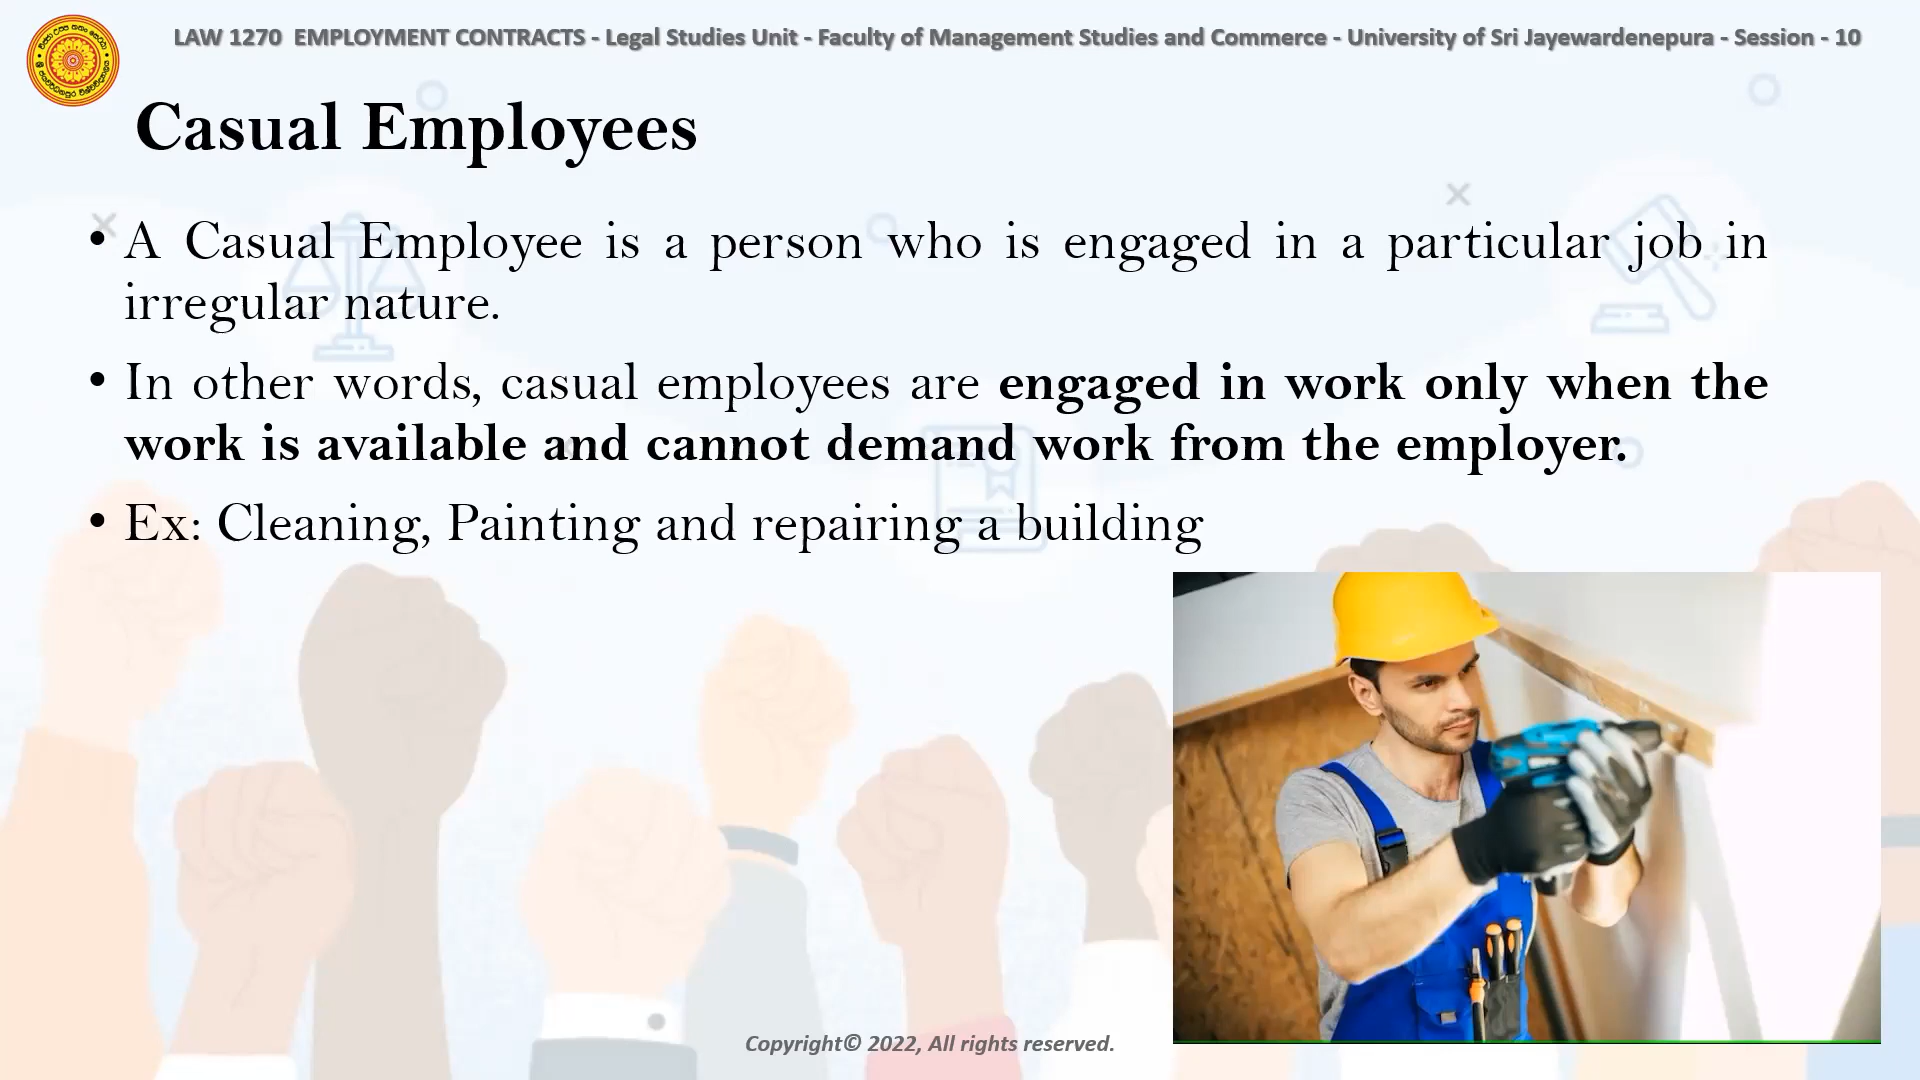 LAW 1270 EMPLOYMENT CONTRACTS - Legal Studies Unit - Faculty of Management Studies and Commerce - University of Sri Jayewardenepura - Session - 10
Casual Employees
• A Casual Employee is a person who is engaged in a particular job in
irregular nature.
• In other words, casual employees are engaged in work only when the
work is available and cannot demand work from the employer.
• Ex: Cleaning, Painting and repairing a building
Copyright© 2022, All rights reserved.